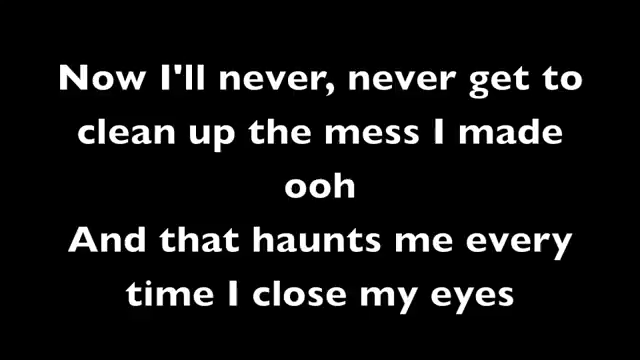 Now I'll never, never get to
clean up the mess I made
ooh
And that haunts me every
time I close my eyes